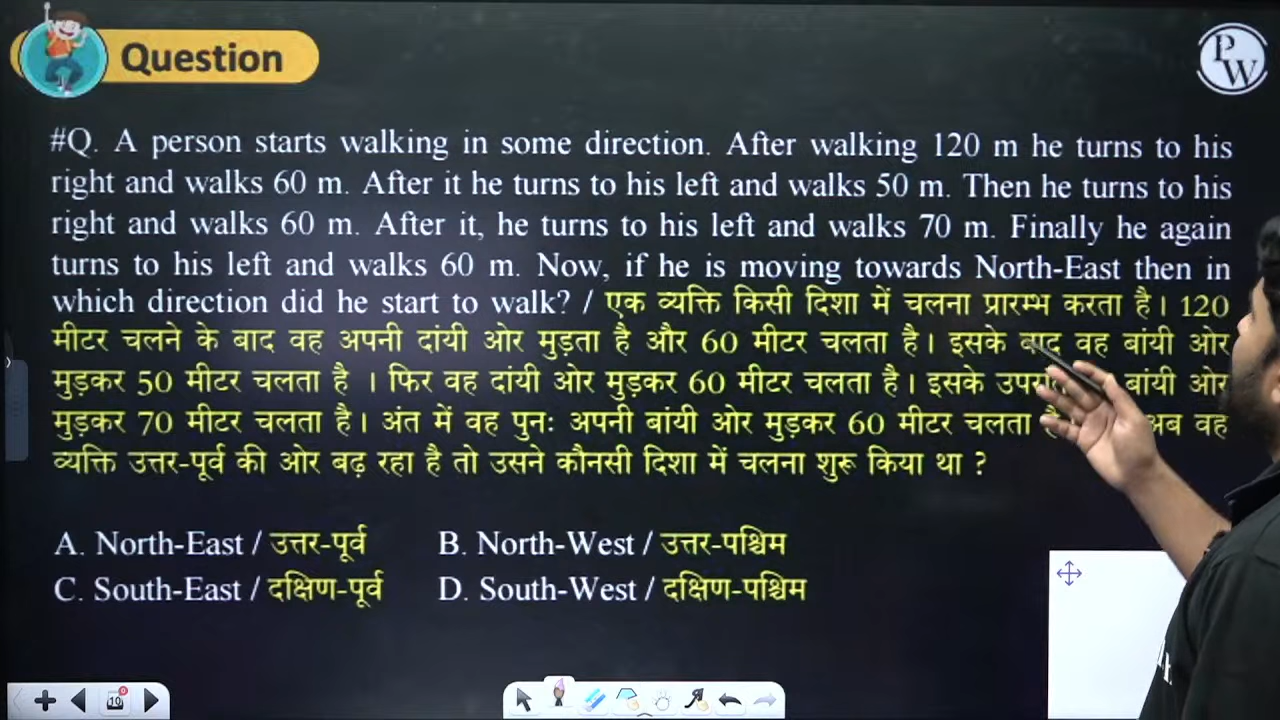 Question
PW
#Q. A person starts walking in some direction. After walking 120 m he turns to his
right and walks 60 m. After it he turns to his left and walks 50 m. Then he turns to his
right and walks 60 m. After it, he turns to his left and walks 70 m. Finally he again
turns to his left and walks 60 m. Now, if he is moving towards North-East then in
which direction did he start to walk? / एक व्यक्ति किसी दिशा में चलना प्रारम्भ करता है। 120
मीटर चलने के बाद वह अपनी दांयी ओर मुड़ता है और 60 मीटर चलता है। इसके बाद वह बांयी ओर
मुड़कर 50 मीटर चलता है । फिर वह दांयी ओर मुड़कर 60 मीटर चलता है। इसके बांयी ओर
मुड़कर 70 मीटर चलता है। अंत में वह पुनः अपनी बांयी ओर मुड़कर 60 मीटर चलता अब वह
व्यक्ति उत्तर-पूर्व की ओर बढ़ रहा है तो उसने कौनसी दिशा में चलना शुरू किया था ?
A. North-East / उत्तर-पूर्व B. North-West / उत्तर-पश्चिम
C. South-East / दक्षिण-पूर्व D. South-West / दक्षिण-पश्चिम